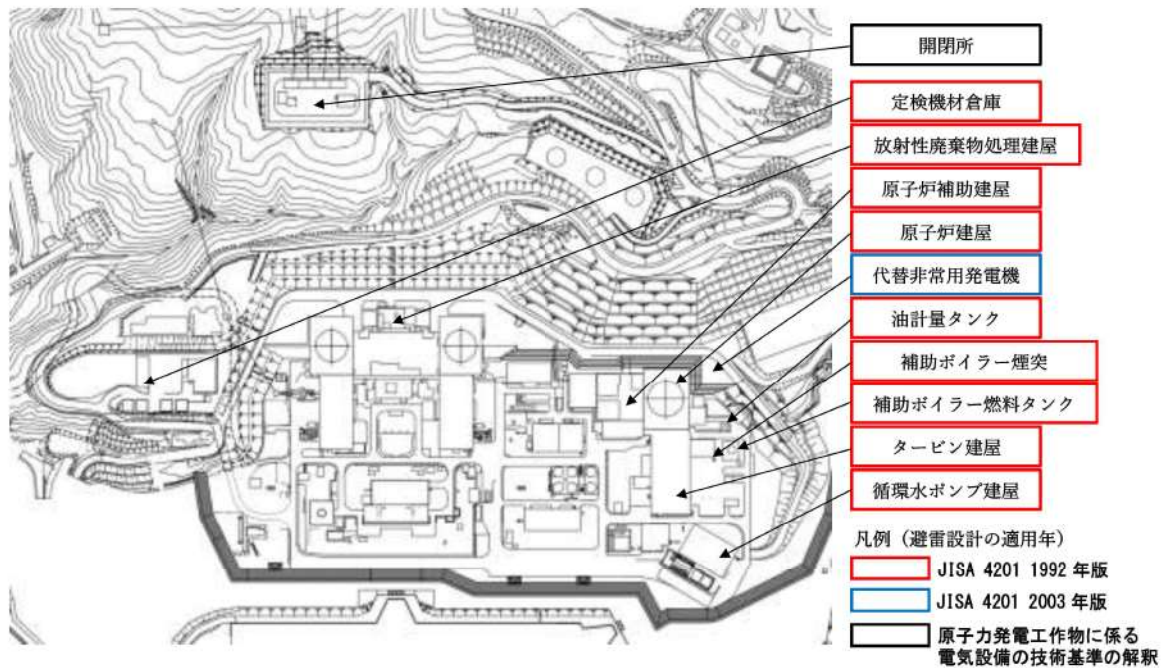 開閉所
定検機材倉庫
放射性廃棄物処理建屋
原子炉補助建屋
原子炉建屋
代替非常用発電機
油計量タンク
補助ボイラー煙突
補助ボイラー燃料タンク
タービン建屋
循環水ポンプ建屋
凡例（避雷設計の適用年）
JISA 4201 1992 年版
JISA 4201 2003 年版
原子力発電工作物に係る
電気設備の技術基準の解釈